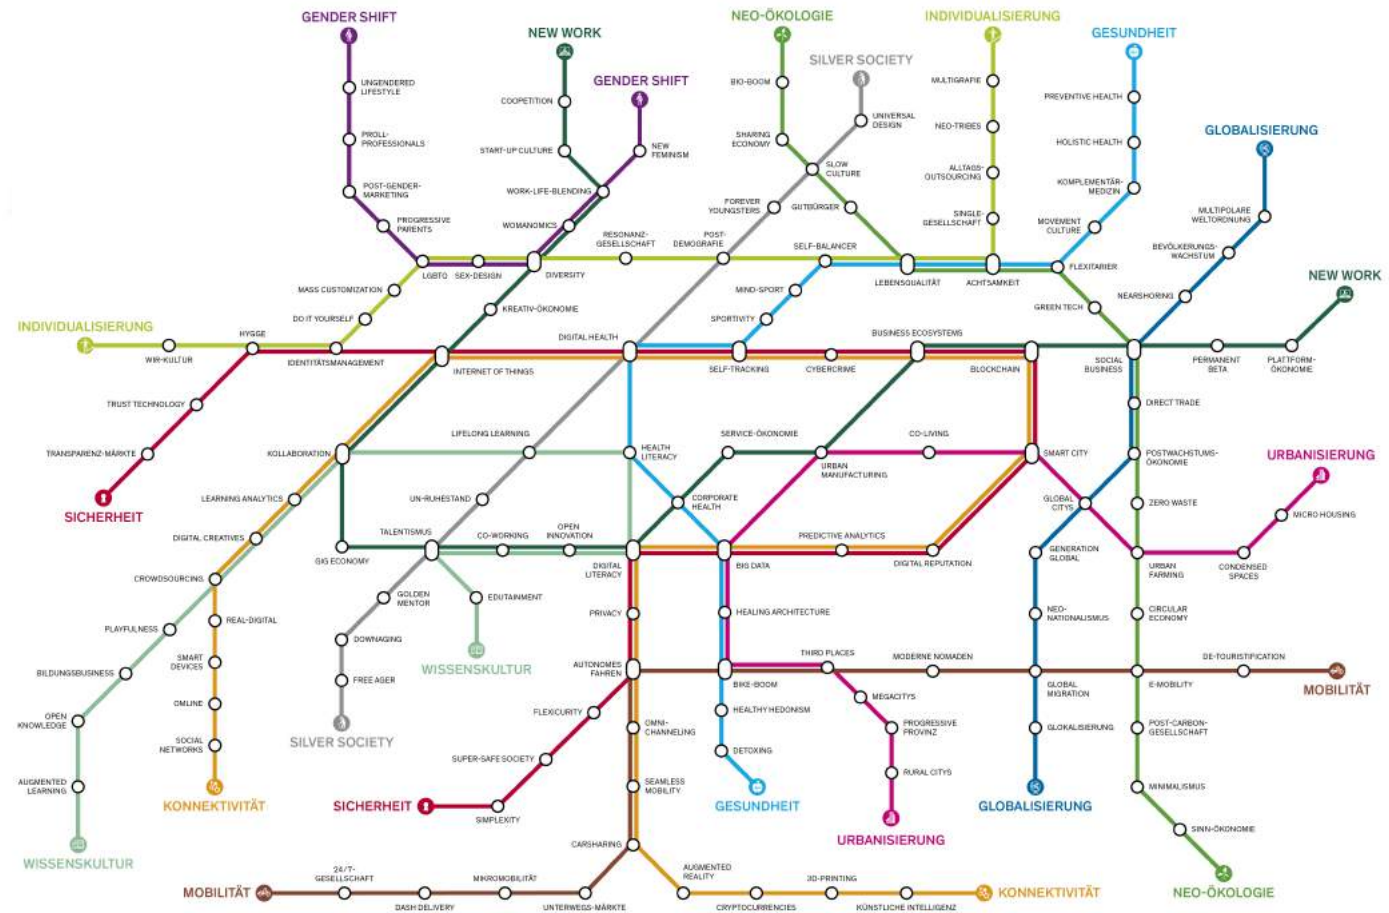 GENDER SHIFT
NEW WORK
GENDER SHIFT
NEO-ÖKOLOGIE
SILVER SOCIETY
INDIVIDUALISIERUNG
GESUNDHEIT
GLOBALISIERUNG
NEW WORK
UNGENDERED
LIFESTYLE
PROLL-
PROFESSIONALS
POST-GENDER-
MARKETING
PROGRESSIVE
PARENTS
COOPETITION
START-UP CULTURE
WORK-LIFE-BLENDING
WOMANOMICS
NEW
FEMINISM
BIO-BOOM
SHARING
ECONOMY
UNIVERSAL
DESIGN
SLOW
CULTURE
FOREVER
YOUNGSTERS
GUTBÜRGER
MULTIGRAFIE
NEO-TRIBES
ALLTAGS-
OUTSOURCING
SINGLE-
GESELLSCHAFT
PREVENTIVE HEALTH
HOLISTIC HEALTH
KOMPLEMENTÄR-
MEDIZIN
MOVEMENT
CULTURE
MULTIPOLARE
WELTORDNUNG
BEVÖLKERUNGS-
WACHSTUM
NEARSHORING
LGBTQ
SEX-DESIGN
DIVERSITY
RESONANZ-
GESELLSCHAFT
POST-
DEMOGRAFIE
SELF-BALANCER
LEBENSQUALITÄT
ACHTSAMKEIT
FLEXITARIER
MASS CUSTOMIZATION
DO IT YOURSELF
KREATIV-ÖKONOMIE
MIND-SPORT
SPORTIVITY
GREEN TECH
INDIVIDUALISIERUNG
WIR-KULTUR
HYGGE
IDENTITÄTSMANAGEMENT
INTERNET OF THINGS
DIGITAL HEALTH
SELF-TRACKING
CYBERCRIME
BUSINESS ECOSYSTEMS
BLOCKCHAIN
SOCIAL
BUSINESS
PERMANENT
BETA
PLATTFORM-
ÖKONOMIE
TRUST TECHNOLOGY
TRANSPARENZ-MÄRKTE
SICHERHEIT
DIRECT TRADE
KOLLABORATION
LIFELONG LEARNING
HEALTH
LITERACY
SERVICE-ÖKONOMIE
URBAN
MANUFACTURING
CO-LIVING
SMART CITY
POSTWACHSTUMS-
ÖKONOMIE
URBANISIERUNG
LEARNING ANALYTICS
UN-RUHESTAND
CORPORATE
HEALTH
GLOBAL
CITYS
ZERO WASTE
MICRO HOUSING
DIGITAL CREATIVES
GIG ECONOMY
TALENTISMUS
CO-WORKING
OPEN
INNOVATION
DIGITAL
LITERACY
BIG DATA
PREDICTIVE ANALYTICS
DIGITAL REPUTATION
GENERATION
GLOBAL
URBAN
FARMING
CONDENSED
SPACES
CROWDSOURCING
GOLDEN
MENTOR
EDUTAINMENT
PRIVACY
HEALING ARCHITECTURE
NEO-
NATIONALISMUS
CIRCULAR
ECONOMY
PLAYFULNESS
REAL-DIGITAL
DOWNAGING
WISSENSKULTUR
BILDUNGSBUSINESS
SMART
DEVICES
FREE AGER
AUTONOMES
FAHREN
BIKE-BOOM
THIRD PLACES
MODERNE NOMADEN
GLOBAL
MIGRATION
E-MOBILITY
DE-TOURISTIFICATION
MOBILITÄT
OPEN
KNOWLEDGE
OMLINE
SILVER SOCIETY
FLEXICURITY
OMNI-
CHANNELING
HEALTHY HEDONISM
MEGACITYS
PROGRESSIVE
PROVINZ
GLOKALISIERUNG
POST-CARBON-
GESELLSCHAFT
SOCIAL
NETWORKS
SUPER-SAFE SOCIETY
DETOXING
AUGMENTED
LEARNING
KONNEKTIVITÄT
SICHERHEIT
SIMPLEXITY
SEAMLESS
MOBILITY
GESUNDHEIT
RURAL CITYS
GLOBALISIERUNG
MINIMALISMUS
WISSENSKULTUR
CARSHARING
URBANISIERUNG
SINN-ÖKONOMIE
MOBILITÄT
24/7-
GESELLSCHAFT
DASH DELIVERY
MIKROMOBILITÄT
UNTERWEGS-MÄRKTE
AUGMENTED
REALITY
CRYPTOCURRENCIES
3D-PRINTING
KÜNSTLICHE INTELLIGENZ
KONNEKTIVITÄT
NEO-ÖKOLOGIE